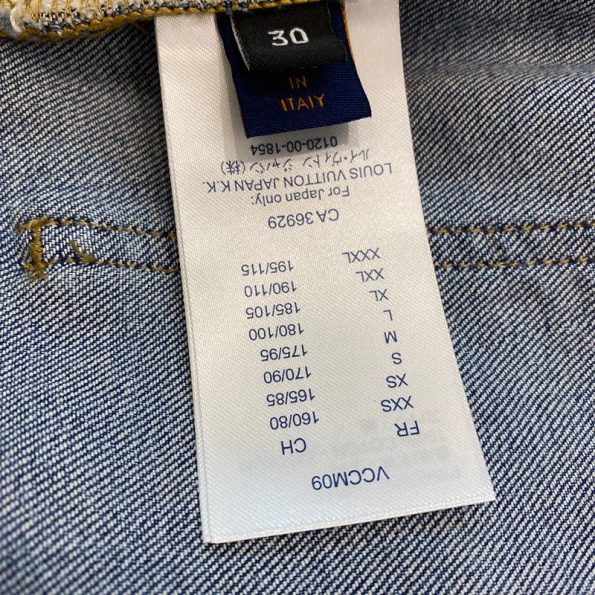 30
IN
ITALY
VCCM09
FR CH
XXS 160/80
XS 165/85
S 170/90
M 175/95
L 180/100
XL 185/105
XXL 190/110
XXXL 195/115
CA 36929
For Japan only:
LOUIS VUITTON JAPAN K.K.
ルイ・ヴィトン ジャパン(株)
0120-00-1854